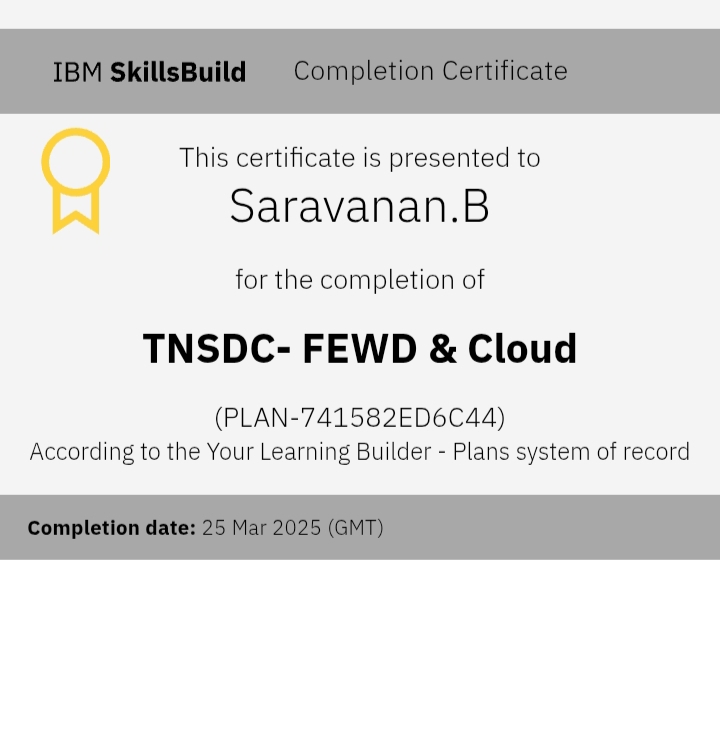 IBM SkillsBuild Completion Certificate
This certificate is presented to
Saravanan.B
for the completion of
TNSDC- FEWD & Cloud
(PLAN-741582ED6C44)
According to the Your Learning Builder - Plans system of record
Completion date: 25 Mar 2025 (GMT)